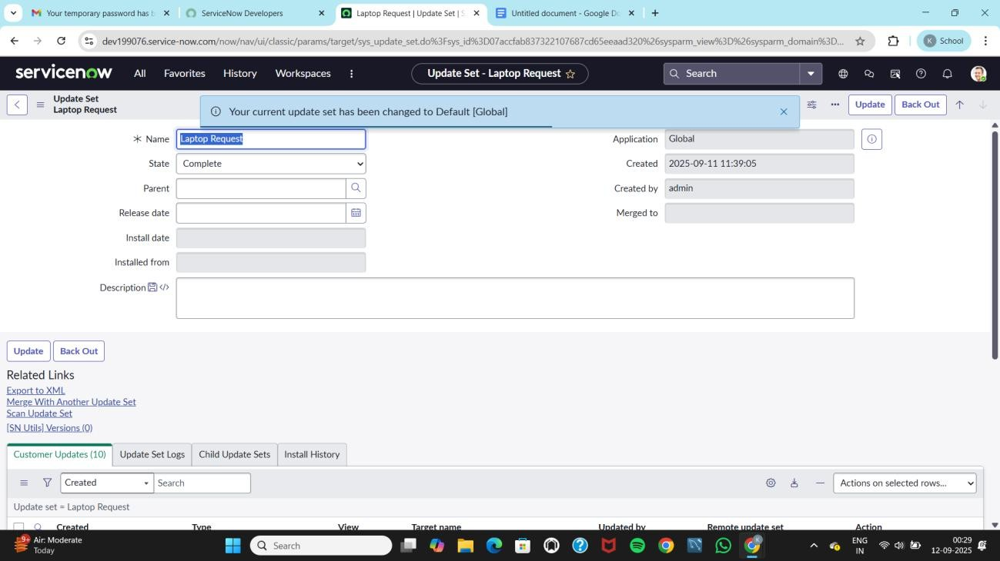 Your temporary password has b
ServiceNow Developers
Laptop Request | Update Set | S
Untitled document - Google Do
dev199076.service-now.com/now/nav/ui/classic/params/target/sys_update_set.do%3Fsys_id%3D07accfab837322107687cd65eeaad320%26sysparm_view%3D%26sysparm_domain%3D...
K School
servicenow
All
Favorites
History
Workspaces
Update Set - Laptop Request
Search
Update Set
Laptop Request
Your current update set has been changed to Default [Global]
Update
Back Out
Name
Laptop Request
Application
Global
State
Complete
Created
2025-09-11 11:39:05
Parent
Created by
admin
Release date
Merged to
Install date
Installed from
Description
Update
Back Out
Related Links
Export to XML
Merge With Another Update Set
Scan Update Set
[SN Utils] Versions (0)
Customer Updates (10)
Update Set Logs
Child Update Sets
Install History
Created
Search
Actions on selected rows...
Update set = Laptop Request
Created
Type
View
Target name
Updated by
Remote update set
Action
9+
Air: Moderate
Today
Search
ENG
IN
00:29
12-09-2025